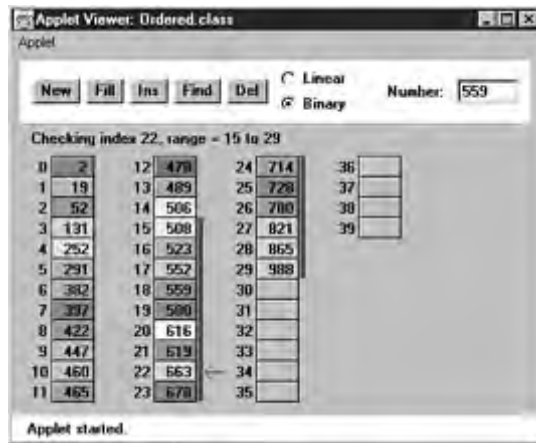 Applet Viewer: Ordered.class
Applet
New Fill Ins Find Del Linear Binary Number: 559
Checking index 22, range = 15 to 29
0 2 12 478 24 714 36
1 19 13 489 25 728 37
2 52 14 506 26 780 38
3 131 15 508 27 821 39
4 252 16 523 28 865
5 291 17 552 29 988
6 382 18 559 30
7 397 19 580 31
8 422 20 616 32
9 447 21 619 33
10 460 22 663 34
11 465 23 678 35
Applet started.